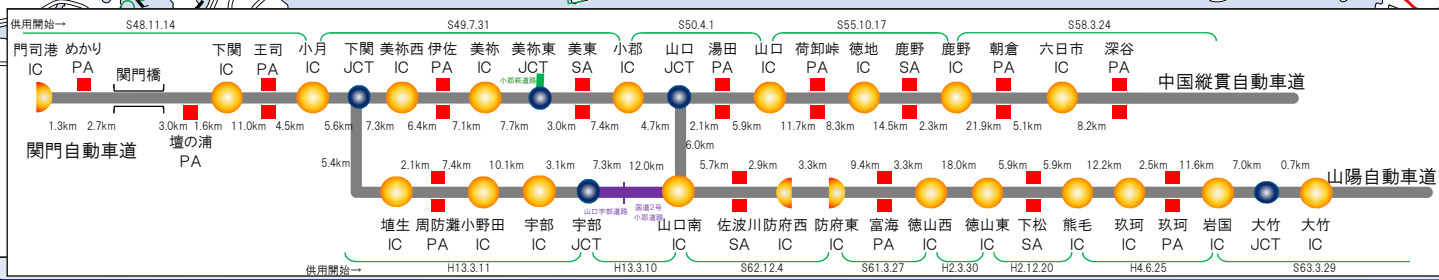 供用開始→ S48.11.14 S49.7.31 S50.4.1 S55.10.17 S58.3.24
門司港 めかり 下関 王司 小月 下関 美祢西 伊佐 美祢 美祢東 美東 小郡 山口 湯田 山口 荷卸峠 徳地 鹿野 鹿野 朝倉 六日市 深谷
IC PA IC PA IC JCT IC PA IC JCT SA IC JCT PA IC PA IC SA IC PA IC PA
関門橋
小郡萩道路
中国縦貫自動車道
1.3km 2.7km 3.0km 1.6km 11.0km 4.5km 5.6km 7.3km 6.4km 7.1km 7.7km 3.0km 7.4km 4.7km 2.1km 5.9km 11.7km 8.3km 14.5km 2.3km 21.9km 5.1km 8.2km
壇の浦
PA
関門自動車道
6.0km
5.4km 2.1km 7.4km 10.1km 3.1km 7.3km 12.0km 5.7km 2.9km 3.3km 9.4km 3.3km 18.0km 5.9km 5.9km 12.2km 2.5km 11.6km 7.0km 0.7km
山陽自動車道
山口宇部道路
国道2号
小郡道路
埴生 周防灘 小野田 宇部 宇部 山口南 佐波川 防府西 防府東 富海 徳山西 徳山東 下松 熊毛 玖珂 玖珂 岩国 大竹 大竹
IC PA IC IC JCT IC SA IC IC PA IC IC SA IC IC PA IC JCT IC
供用開始→ H13.3.11 H13.3.10 S62.12.4 S61.3.27 H2.3.30 H2.12.20 H4.6.25 S63.3.29